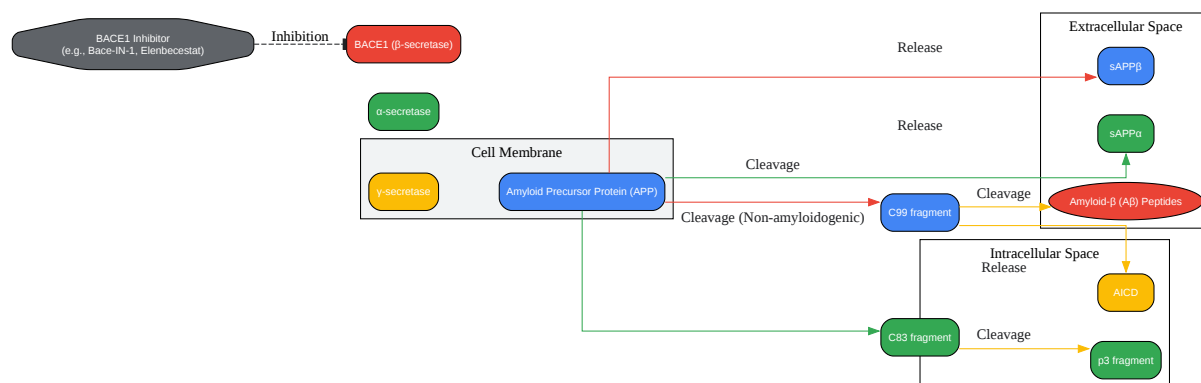 BACE1 Inhibitor
(e.g., Bace-IN-1, Elenbecestat)
Inhibition
BACE1 (β-secretase)
Extracellular Space
Release
sAPPβ
α-secretase
Release
sAPPα
Cell Membrane
Cleavage
γ-secretase
Amyloid Precursor Protein (APP)
Cleavage
Amyloid-β (Aβ) Peptides
Cleavage (Non-amyloidogenic)
C99 fragment
Intracellular Space
Release
AICD
C83 fragment
Cleavage
p3 fragment